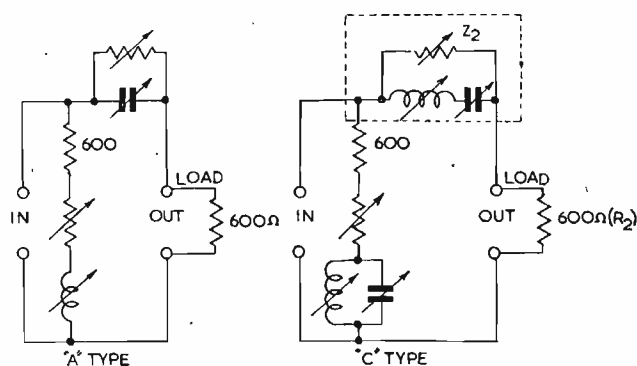 600
IN
LOAD
OUT
600Ω
"A" TYPE
Z2
600
IN
LOAD
OUT
600Ω(R2)
"C" TYPE